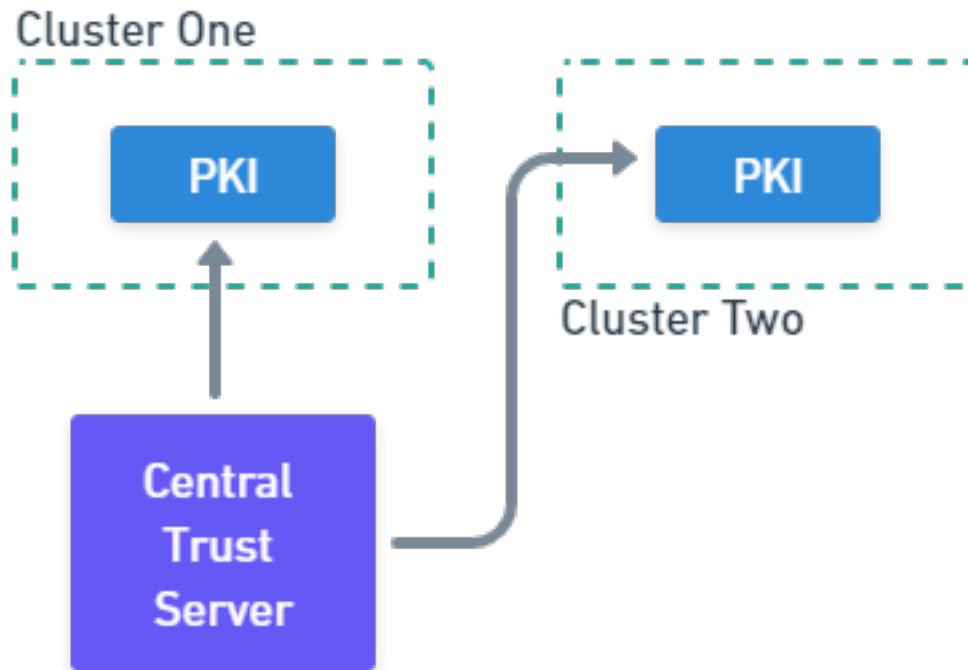 Cluster One
PKI
PKI
Cluster Two
Central
Trust
Server